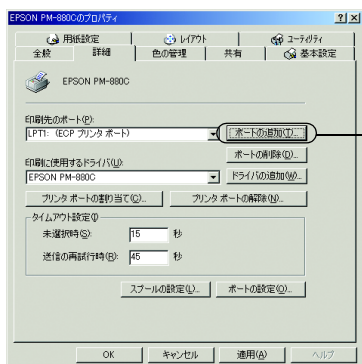 EPSON PM-880Cのプロパティ
用紙設定 レイアウト ユーティリティ
全般 詳細 色の管理 共有 基本設定
EPSON PM-880C
印刷先のポート(P):
LPT1: (ECP プリンタ ポート) ポートの追加(T)...
ポートの削除(D)...
印刷に使用するドライバ(U):
EPSON PM-880C ドライバの追加(W)...
プリンタ ポートの割り当て(C)... プリンタ ポートの解除(N)...
タイムアウト設定(I)
未選択時(S): 15 秒
送信の再試行時(R): 45 秒
スプールの設定(L)... ポートの設定(O)...
OK キャンセル 適用(A) ヘルプ